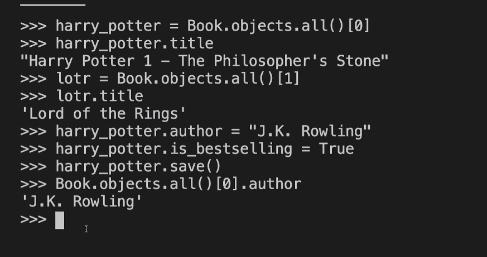 >>> harry_potter = Book.objects.all()[0]
>>> harry_potter.title
"Harry Potter 1 – The Philosopher's Stone"
>>> lotr = Book.objects.all()[1]
>>> lotr.title
'Lord of the Rings'
>>> harry_potter.author = "J.K. Rowling"
>>> harry_potter.is_bestselling = True
>>> harry_potter.save()
>>> Book.objects.all()[0].author
'J.K. Rowling'
>>>